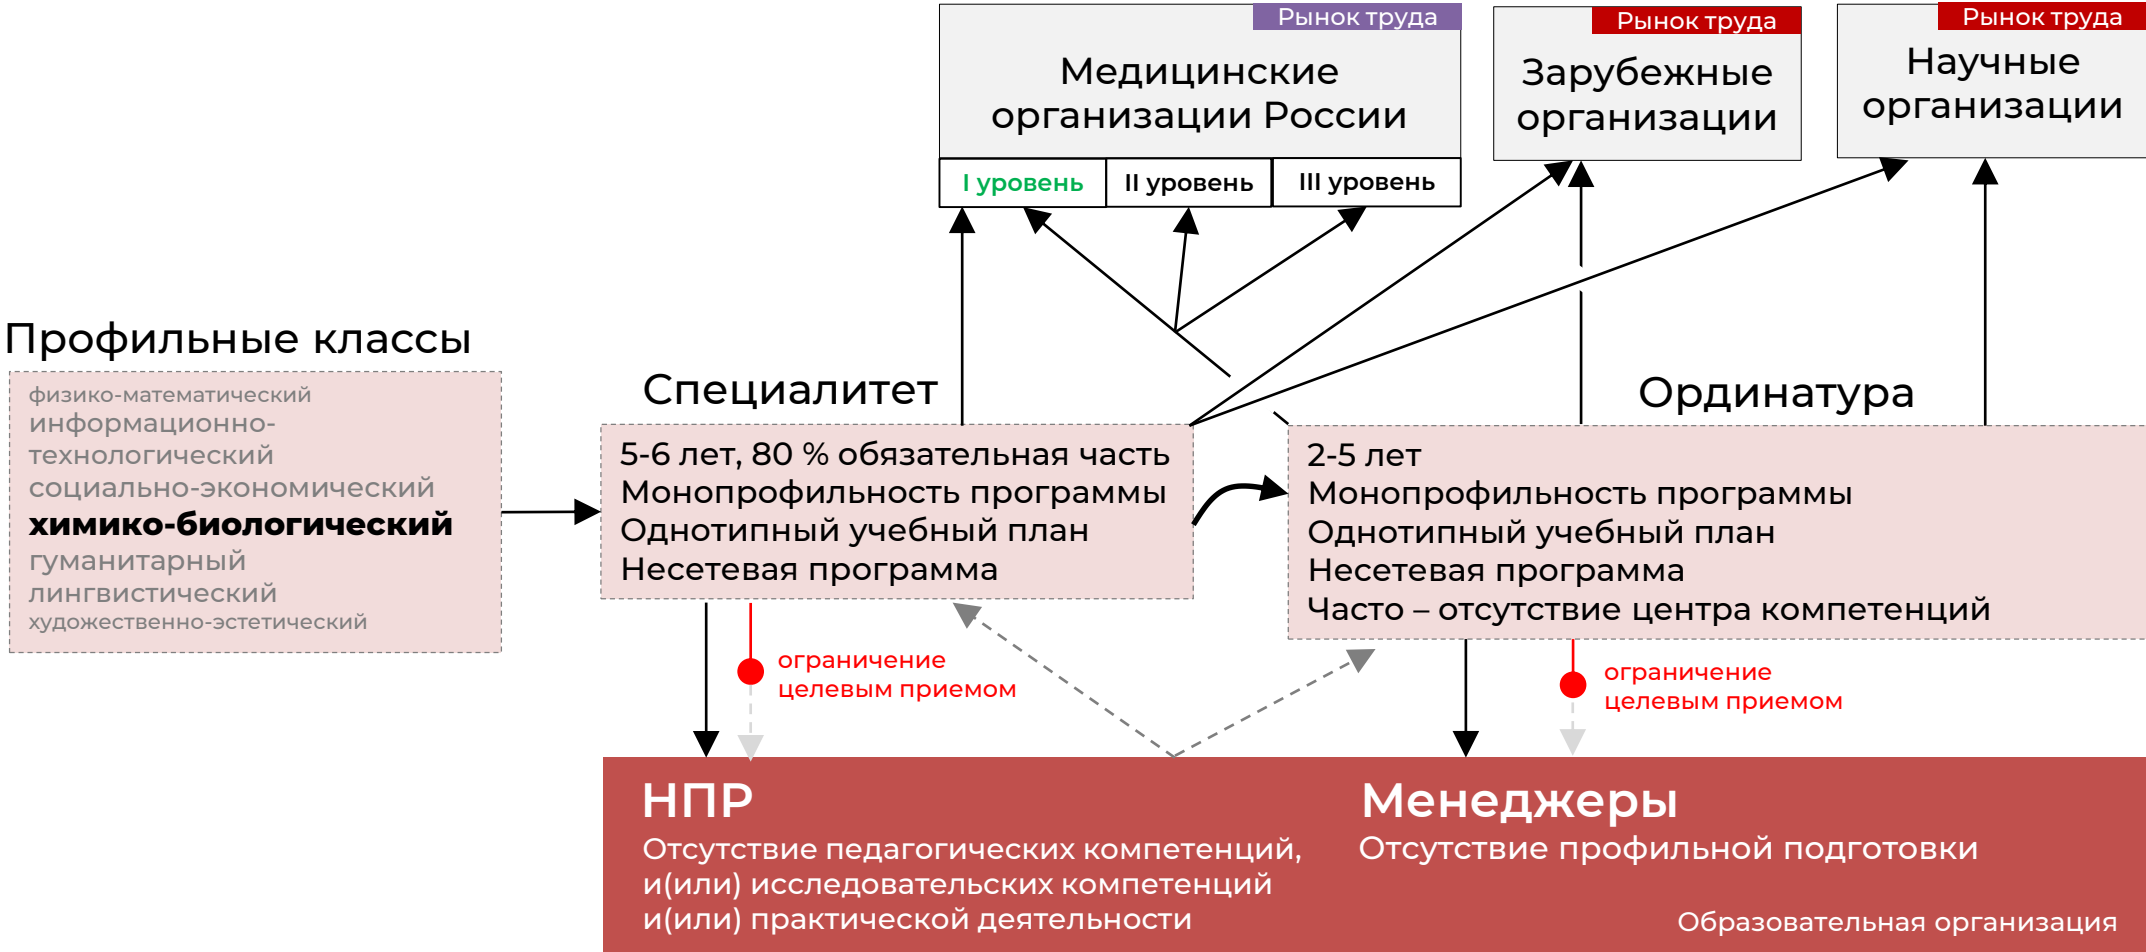 Рынок труда
Медицинские
организации России
I уровень
II уровень
III уровень
Рынок труда
Зарубежные
организации
Рынок труда
Научные
организации
Профильные классы
физико-математический
информационно-
технологический
социально-экономический
химико-биологический
гуманитарный
лингвистический
художественно-эстетический
Специалитет
5-6 лет, 80 % обязательная часть
Монопрофильность программы
Однотипный учебный план
Несетевая программа
Ординатура
2-5 лет
Монопрофильность программы
Однотипный учебный план
Несетевая программа
Часто – отсутствие центра компетенций
ограничение
целевым приемом
ограничение
целевым приемом
НПР
Отсутствие педагогических компетенций,
и(или) исследовательских компетенций
и(или) практической деятельности
Менеджеры
Отсутствие профильной подготовки
Образовательная организация